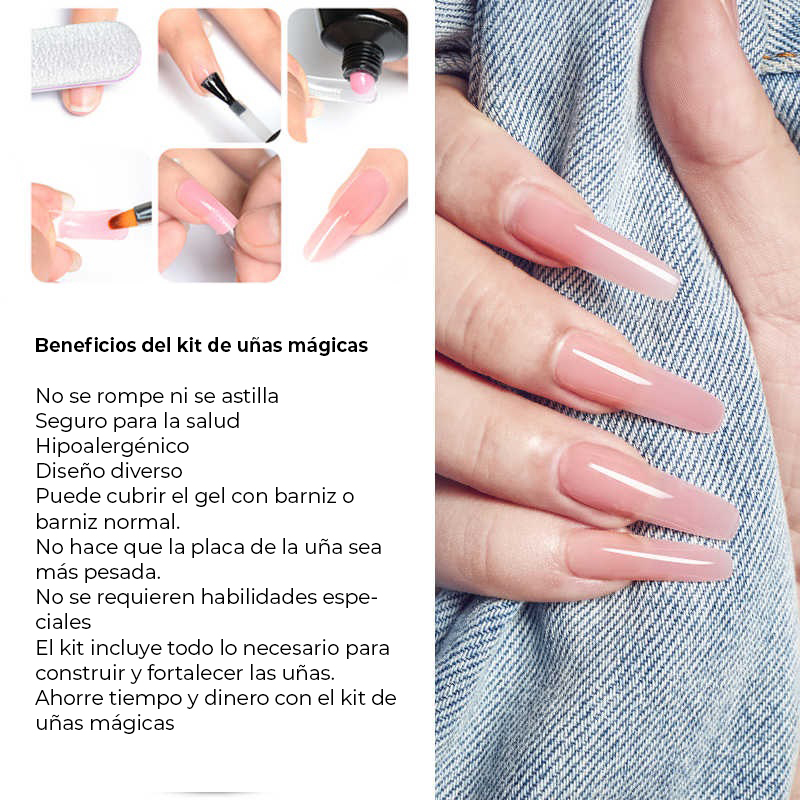 Beneficios del kit de uñas mágicas
No se rompe ni se astilla
Seguro para la salud
Hipoalergénico
Diseño diverso
Puede cubrir el gel con barniz o
barniz normal.
No hace que la placa de la uña sea
más pesada.
No se requieren habilidades espe-
ciales
El kit incluye todo lo necesario para
construir y fortalecer las uñas.
Ahorre tiempo y dinero con el kit de
uñas mágicas